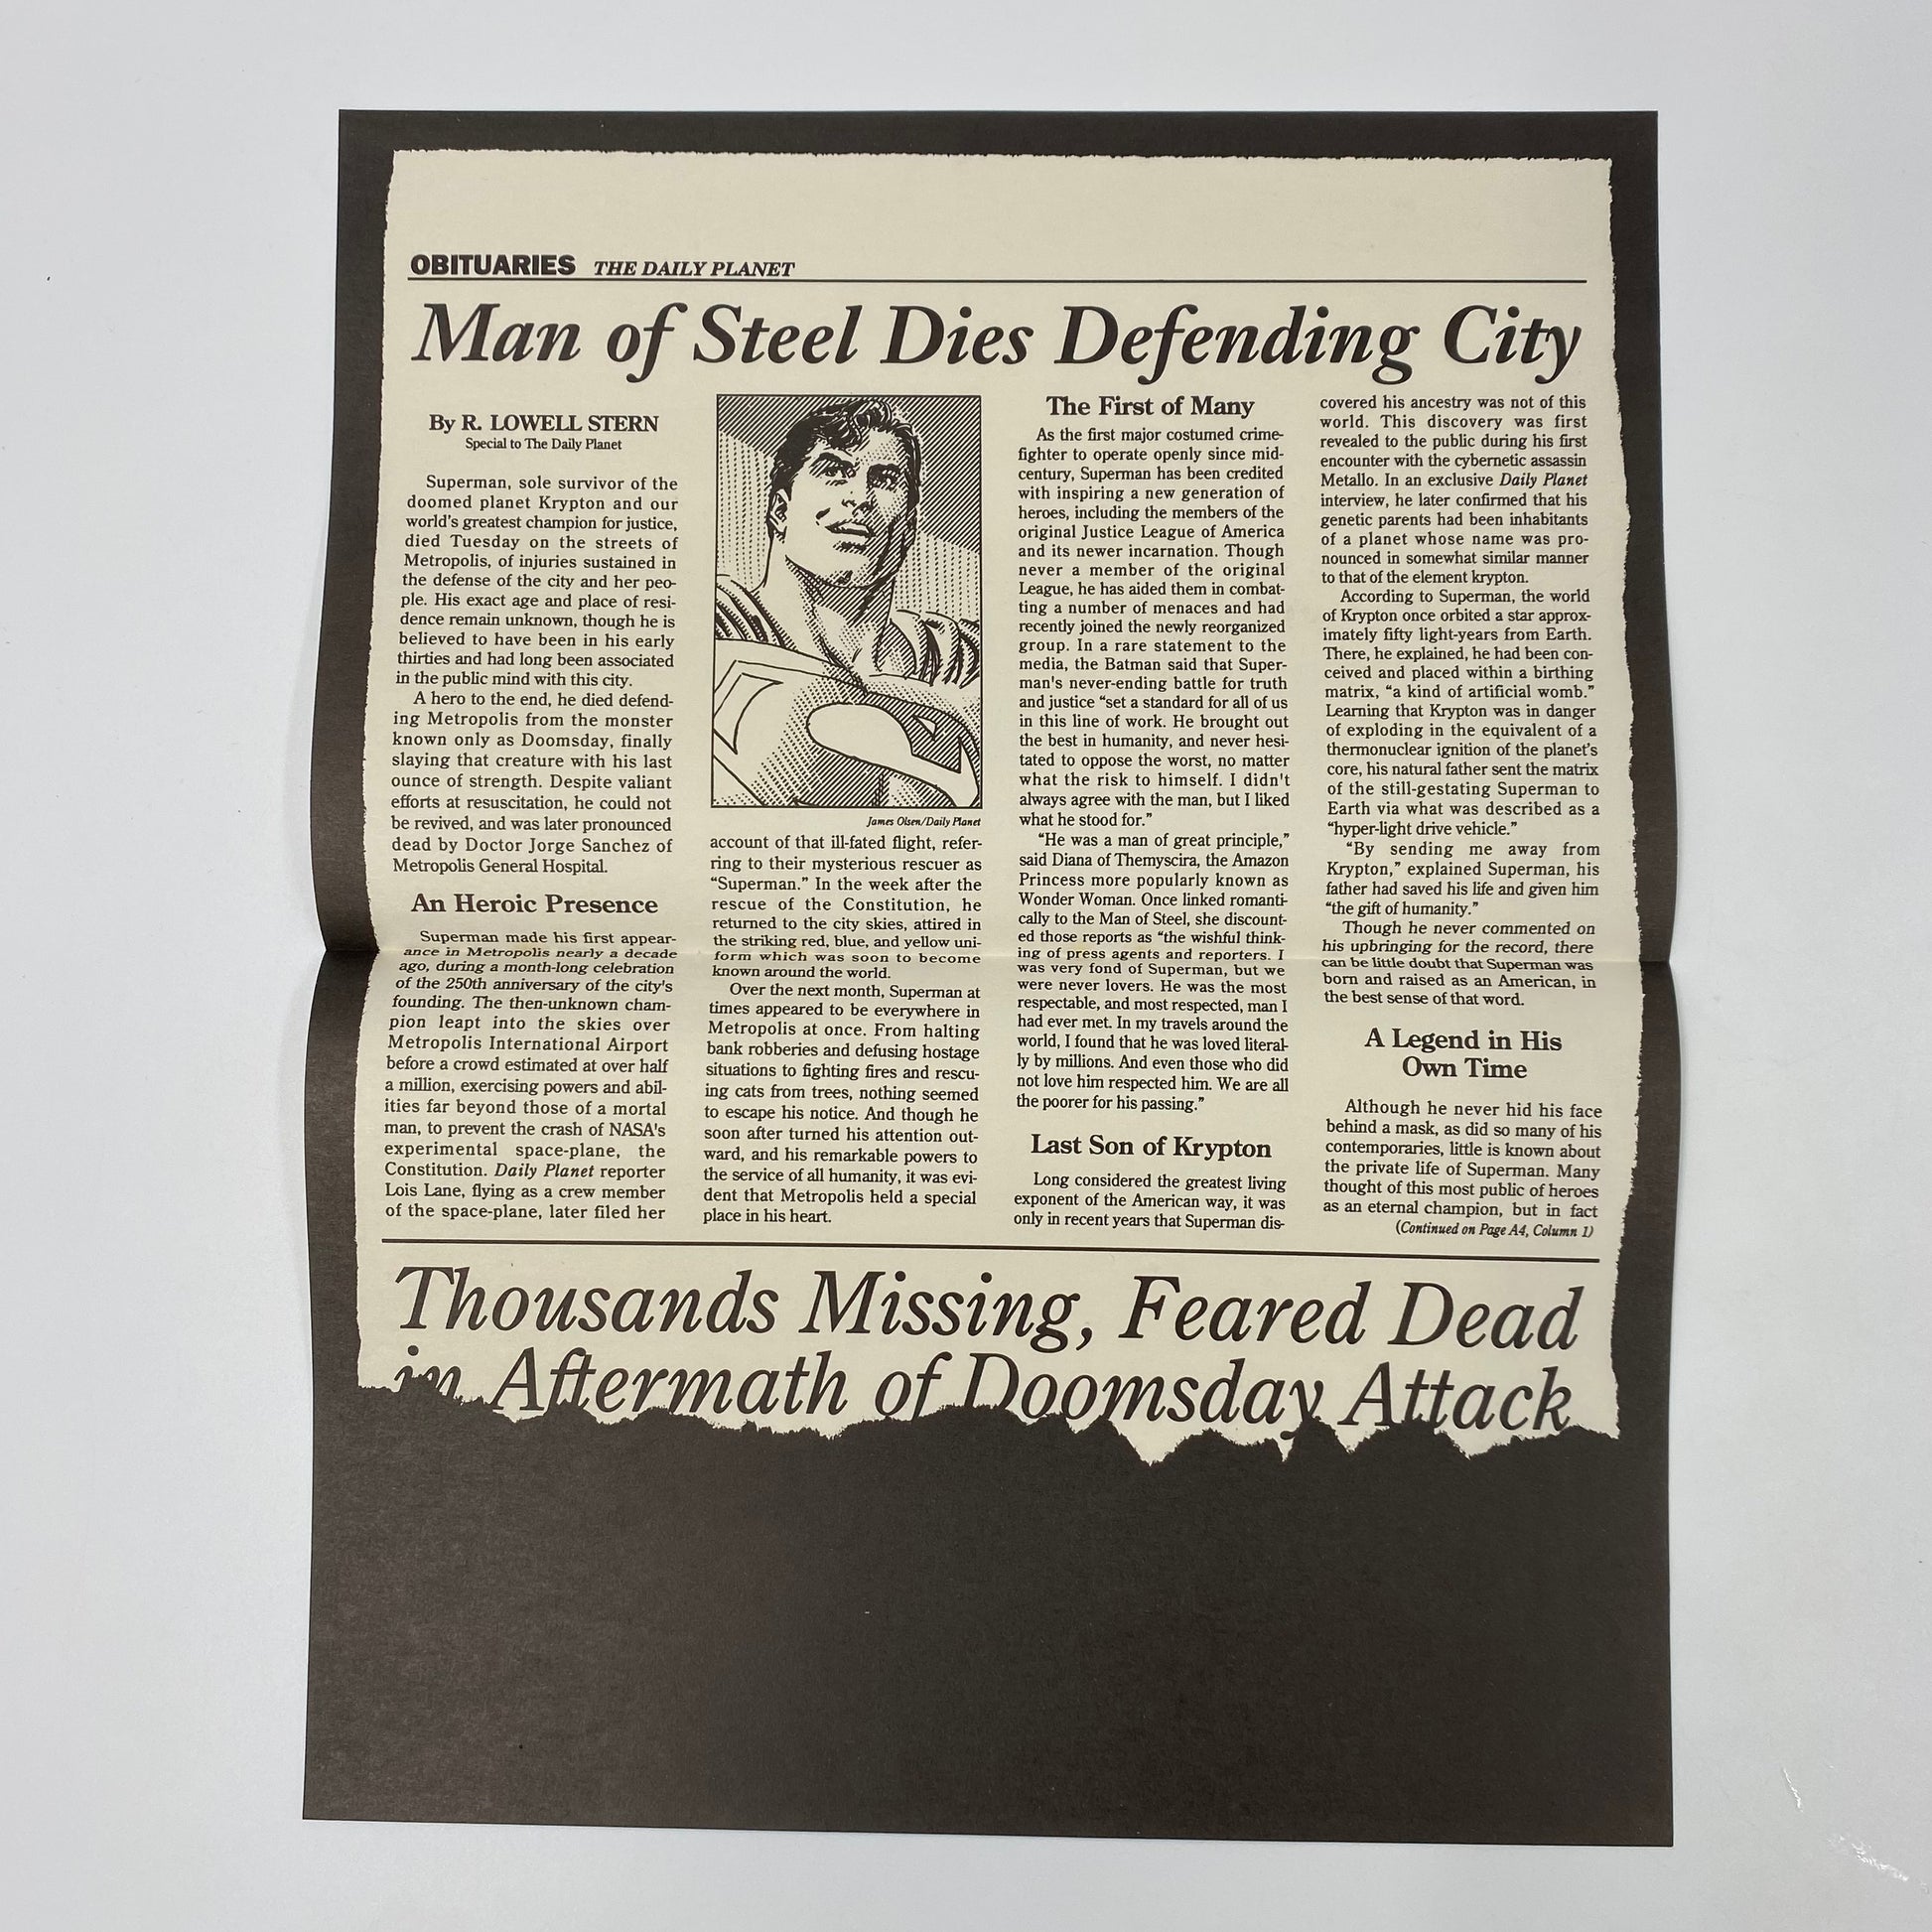 OBITUARIES THE DAILY PLANET
Man of Steel Dies Defending City
By R. LOWELL STERN
Special to The Daily Planet
Superman, sole survivor of the
doomed planet Krypton and our
world's greatest champion for justice,
died Tuesday on the streets of
Metropolis, of injuries sustained in
the defense of the city and her peo-
ple. His exact age and place of resi-
dence remain unknown, though he is
believed to have been in his early
thirties and had long been associated
in the public mind with this city.
A hero to the end, he died defend-
ing Metropolis from the monster
known only as Doomsday, finally
slaying that creature with his last
ounce of strength. Despite valiant
efforts at resuscitation, he could not
be revived, and was later pronounced
dead by Doctor Jorge Sanchez of
Metropolis General Hospital.
An Heroic Presence
Superman made his first appear-
ance in Metropolis nearly a decade
ago, during a month-long celebration
of the 250th anniversary of the city's
founding. The then-unknown cham-
pion leapt into the skies over
Metropolis International Airport
before a crowd estimated at over half
a million, exercising powers and abil-
ities far beyond those of a mortal
man, to prevent the crash of NASA's
experimental space-plane, the
Constitution. Daily Planet reporter
Lois Lane, flying as a crew member
of the space-plane, later filed her
James Olsen/Daily Planet
account of that ill-fated flight, refer-
ring to their mysterious rescuer as
“Superman.” In the week after the
rescue of the Constitution, he
returned to the city skies, attired in
the striking red, blue, and yellow uni-
form which was soon to become
known around the world.
Over the next month, Superman at
times appeared to be everywhere in
Metropolis at once. From halting
bank robberies and defusing hostage
situations to fighting fires and rescu-
ing cats from trees, nothing seemed
to escape his notice. And though he
soon after turned his attention out-
ward, and his remarkable powers to
the service of all humanity, it was evi-
dent that Metropolis held a special
place in his heart.
The First of Many
As the first major costumed crime-
fighter to operate openly since mid-
century, Superman has been credited
with inspiring a new generation of
heroes, including the members of the
original Justice League of America
and its newer incarnation. Though
never a member of the original
League, he has aided them in combat-
ting a number of menaces and had
recently joined the newly reorganized
group. In a rare statement to the
media, the Batman said that Super-
man's never-ending battle for truth
and justice “set a standard for all of us
in this line of work. He brought out
the best in humanity, and never hesi-
tated to oppose the worst, no matter
what the risk to himself. I didn't
always agree with the man, but I liked
what he stood for.”
“He was a man of great principle,”
said Diana of Themyscira, the Amazon
Princess more popularly known as
Wonder Woman. Once linked romanti-
cally to the Man of Steel, she discount-
ed those reports as “the wishful think-
ing of press agents and reporters. I
was very fond of Superman, but we
were never lovers. He was the most
respectable, and most respected, man I
had ever met. In my travels around the
world, I found that he was loved literal-
ly by millions. And even those who did
not love him respected him. We are all
the poorer for his passing.”
Last Son of Krypton
Long considered the greatest living
exponent of the American way, it was
only in recent years that Superman dis-
covered his ancestry was not of this
world. This discovery was first
revealed to the public during his first
encounter with the cybernetic assassin
Metallo. In an exclusive Daily Planet
interview, he later confirmed that his
genetic parents had been inhabitants
of a planet whose name was pro-
nounced in somewhat similar manner
to that of the element krypton.
According to Superman, the world
of Krypton once orbited a star approx-
imately fifty light-years from Earth.
There, he explained, he had been con-
ceived and placed within a birthing
matrix, “a kind of artificial womb.”
Learning that Krypton was in danger
of exploding in the equivalent of a
thermonuclear ignition of the planet's
core, his natural father sent the matrix
of the still-gestating Superman to
Earth via what was described as a
“hyper-light drive vehicle.”
“By sending me away from
Krypton,” explained Superman, his
father had saved his life and given him
“the gift of humanity.”
Though he never commented on
his upbringing for the record, there
can be little doubt that Superman was
born and raised as an American, in
the best sense of that word.
A Legend in His
Own Time
Although he never hid his face
behind a mask, as did so many of his
contemporaries, little is known about
the private life of Superman. Many
thought of this most public of heroes
as an eternal champion, but in fact
(Continued on Page A4, Column 1)
Thousands Missing, Feared Dead
in Aftermath of Doomsday Attack